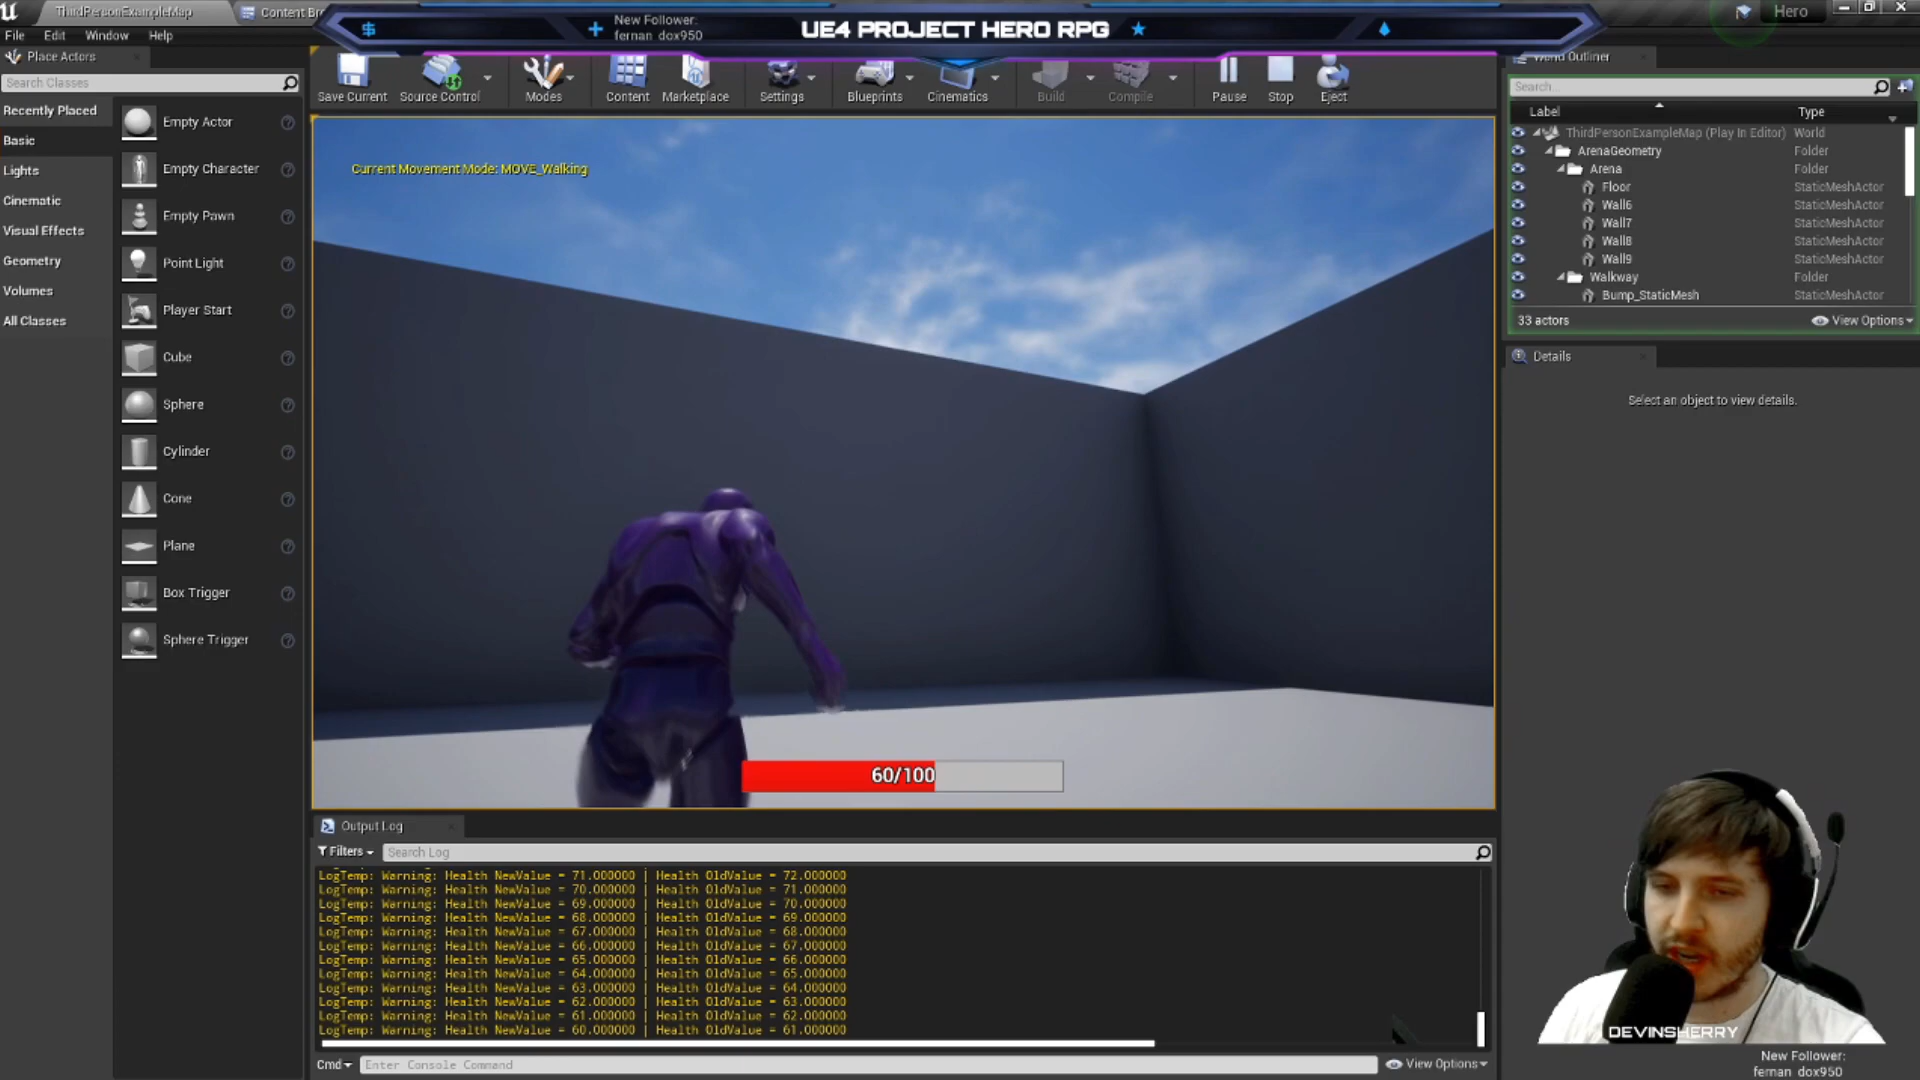 ThirdPersonExampleMap
Content Br
New Follower:
fernan_dox950
UE4 PROJECT HERO RPG
Hero
File Edit Window Help
Place Actors
Search Classes
Recently Placed
Basic
Lights
Cinematic
Visual Effects
Geometry
Volumes
All Classes
Empty Actor
Empty Character
Empty Pawn
Point Light
Player Start
Cube
Sphere
Cylinder
Cone
Plane
Box Trigger
Sphere Trigger
Save Current
Source Control
Modes
Content
Marketplace
Settings
Blueprints
Cinematics
Build
Compile
Pause
Stop
Eject
Current Movement Mode: MOVE_Walking
60/100
World Outliner
Search...
Label Type
ThirdPersonExampleMap (Play In Editor) World
ArenaGeometry Folder
Arena Folder
Floor StaticMeshActor
Wall6 StaticMeshActor
Wall7 StaticMeshActor
Wall8 StaticMeshActor
Wall9 StaticMeshActor
Walkway Folder
Bump_StaticMesh StaticMeshActor
33 actors
View Options
Details
Select an object to view details.
Output Log
Filters
Search Log
LogTemp: Warning: Health NewValue = 71.000000 | Health OldValue = 72.000000
LogTemp: Warning: Health NewValue = 70.000000 | Health OldValue = 71.000000
LogTemp: Warning: Health NewValue = 69.000000 | Health OldValue = 70.000000
LogTemp: Warning: Health NewValue = 68.000000 | Health OldValue = 69.000000
LogTemp: Warning: Health NewValue = 67.000000 | Health OldValue = 68.000000
LogTemp: Warning: Health NewValue = 66.000000 | Health OldValue = 67.000000
LogTemp: Warning: Health NewValue = 65.000000 | Health OldValue = 66.000000
LogTemp: Warning: Health NewValue = 64.000000 | Health OldValue = 65.000000
LogTemp: Warning: Health NewValue = 63.000000 | Health OldValue = 64.000000
LogTemp: Warning: Health NewValue = 62.000000 | Health OldValue = 63.000000
LogTemp: Warning: Health NewValue = 61.000000 | Health OldValue = 62.000000
LogTemp: Warning: Health NewValue = 60.000000 | Health OldValue = 61.000000
Cmd
Enter Console Command
View Options
DEVINSHERRY
New Follower:
fernan_dox950